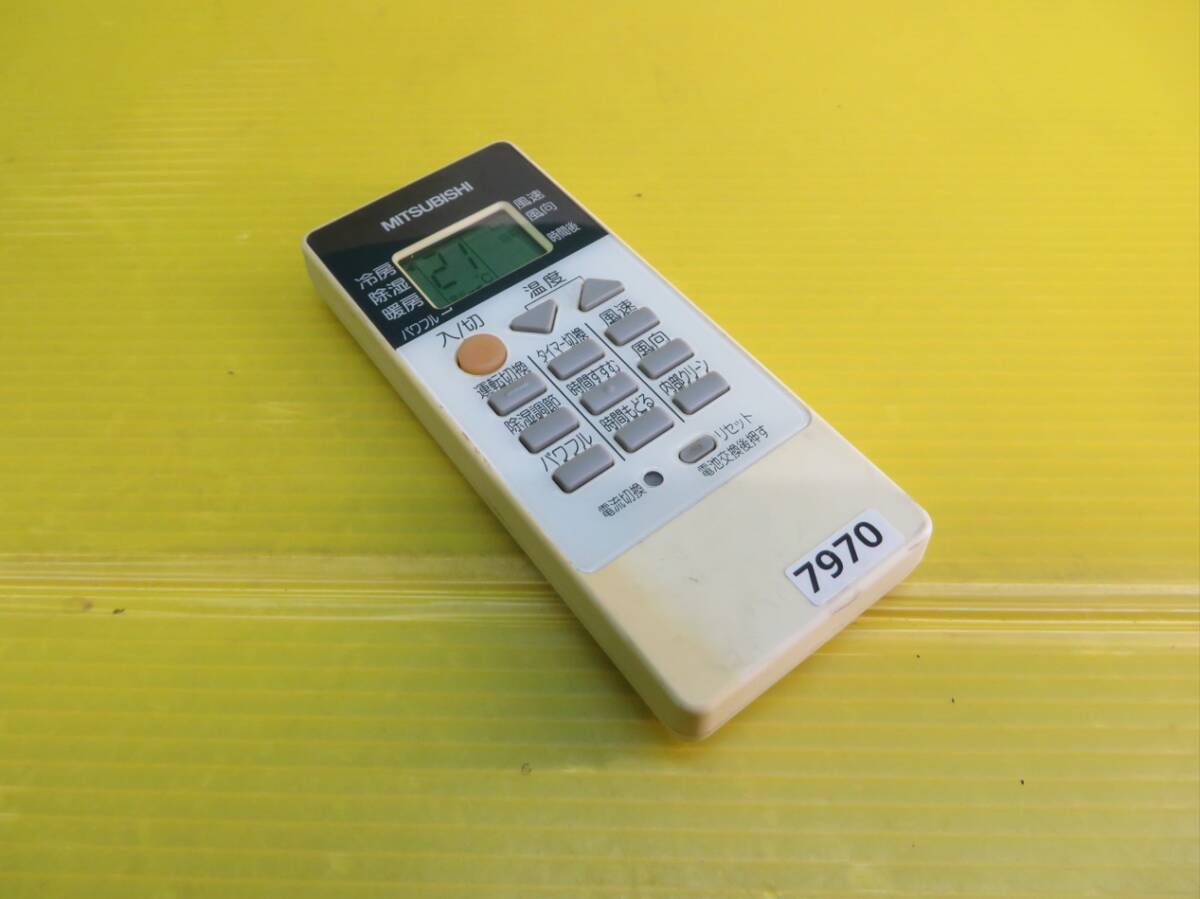 MITSUBISHI
風速
風向
時間後
21 ℃
冷房
除湿
暖房
パワフル
温度
入/切
運転切換
タイマー切換
風速
除湿調節
時間すすむ
風向
パワフル
時間もどる
内部クリーン
電流切換
リセット
電池交換後押す
7970